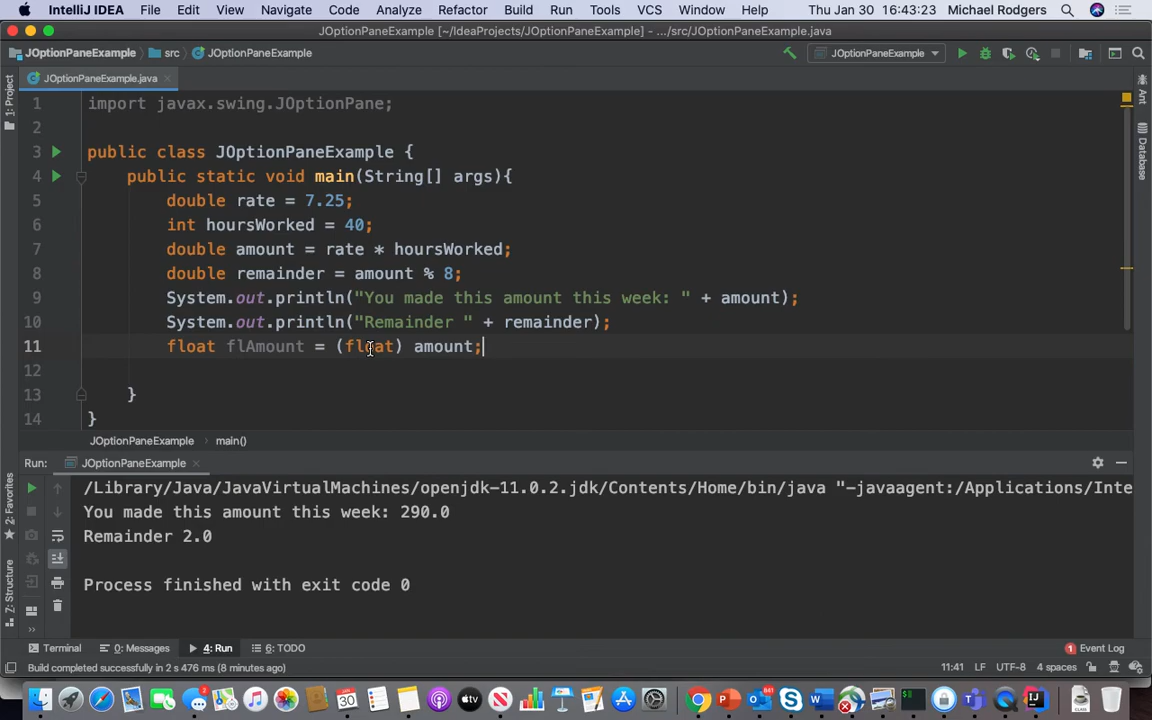 IntelliJ IDEA File Edit View Navigate Code Analyze Refactor Build Run Tools VCS Window Help Thu Jan 30 16:43:23 Michael Rodgers
JOptionPaneExample [~/IdeaProjects/JOptionPaneExample] - .../src/JOptionPaneExample.java
JOptionPaneExample src JOptionPaneExample JOptionPaneExample
JOptionPaneExample.java
1: Project
Ant
Database
1 import javax.swing.JOptionPane;
2
3 public class JOptionPaneExample {
4 public static void main(String[] args){
5 double rate = 7.25;
6 int hoursWorked = 40;
7 double amount = rate * hoursWorked;
8 double remainder = amount % 8;
9 System.out.println("You made this amount this week: " + amount);
10 System.out.println("Remainder " + remainder);
11 float flAmount = (float) amount;
12
13 }
14 }
JOptionPaneExample main()
Run: JOptionPaneExample
2: Favorites
Z: Structure
/Library/Java/JavaVirtualMachines/openjdk-11.0.2.jdk/Contents/Home/bin/java "-javaagent:/Applications/Inte
You made this amount this week: 290.0
Remainder 2.0
Process finished with exit code 0
Terminal 0: Messages 4: Run 6: TODO 1 Event Log
Build completed successfully in 2 s 476 ms (8 minutes ago) 11:41 LF UTF-8 4 spaces